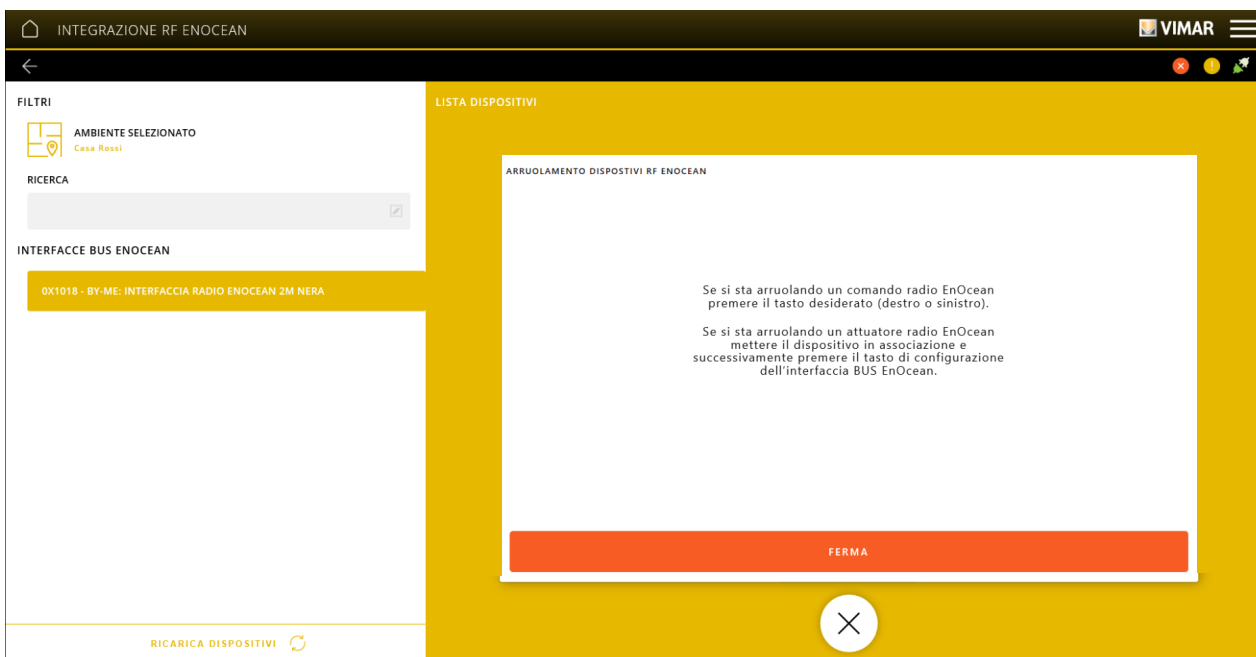 INTEGRAZIONE RF ENOCEAN
VIMAR
FILTRI
AMBIENTE SELEZIONATO
Casa Rossi
RICERCA
INTERFACCE BUS ENOCEAN
0X1018 - BY-ME: INTERFACCIA RADIO ENOCEAN 2M NERA
RICARICA DISPOSITIVI
LISTA DISPOSITIVI
ARRUOLAMENTO DISPOSTIVI RF ENOCEAN
Se si sta arruolando un comando radio EnOcean
premere il tasto desiderato (destro o sinistro).
Se si sta arruolando un attuatore radio EnOcean
mettere il dispositivo in associazione e
successivamente premere il tasto di configurazione
dell'interfaccia BUS EnOcean.
FERMA